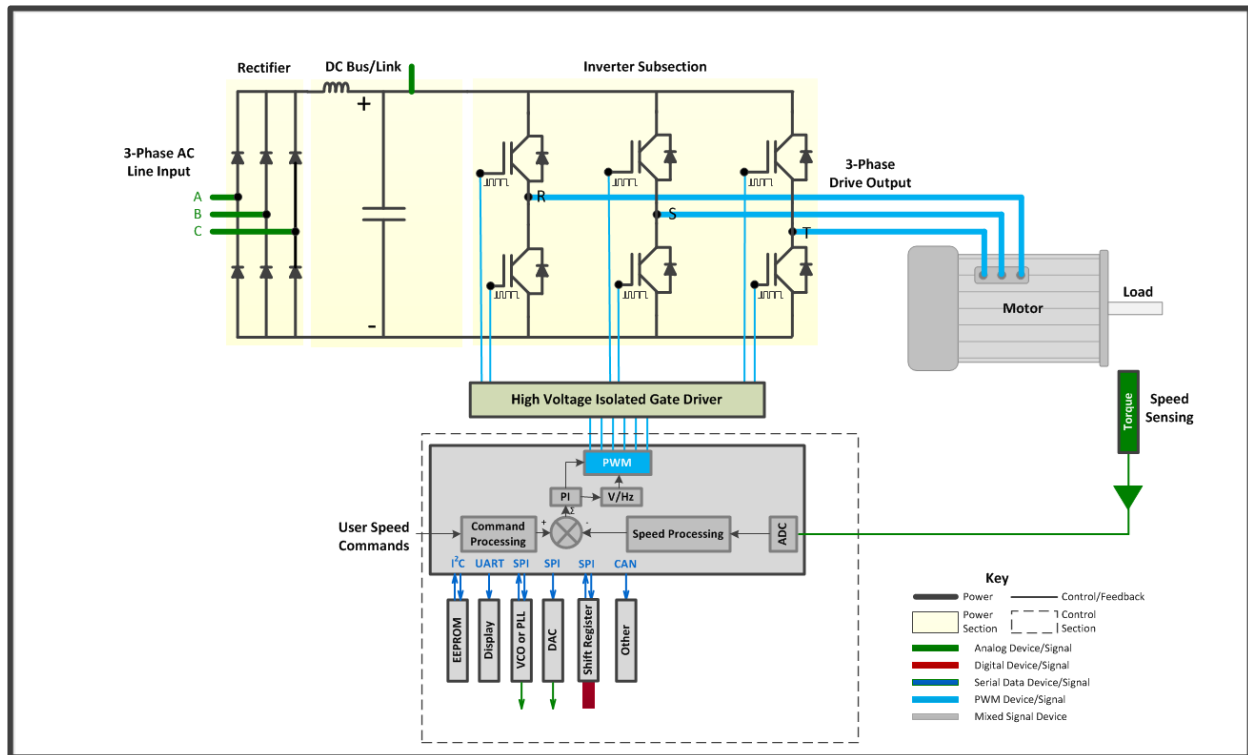 Rectifier
DC Bus/Link
Inverter Subsection
+
3-Phase AC
Line Input
3-Phase
Drive Output
A
B
C
R
S
T
-
Motor
Load
High Voltage Isolated Gate Driver
Torque
Speed
Sensing
PWM
PI
V/Hz
Σ
+
-
User Speed
Commands
Command
Processing
Speed Processing
ADC
I²C
UART
SPI
SPI
SPI
CAN
EEPROM
Display
VCO or PLL
DAC
Shift Register
Other
Key
Power
Control/Feedback
Power
Section
Control
Section
Analog Device/Signal
Digital Device/Signal
Serial Data Device/Signal
PWM Device/Signal
Mixed Signal Device